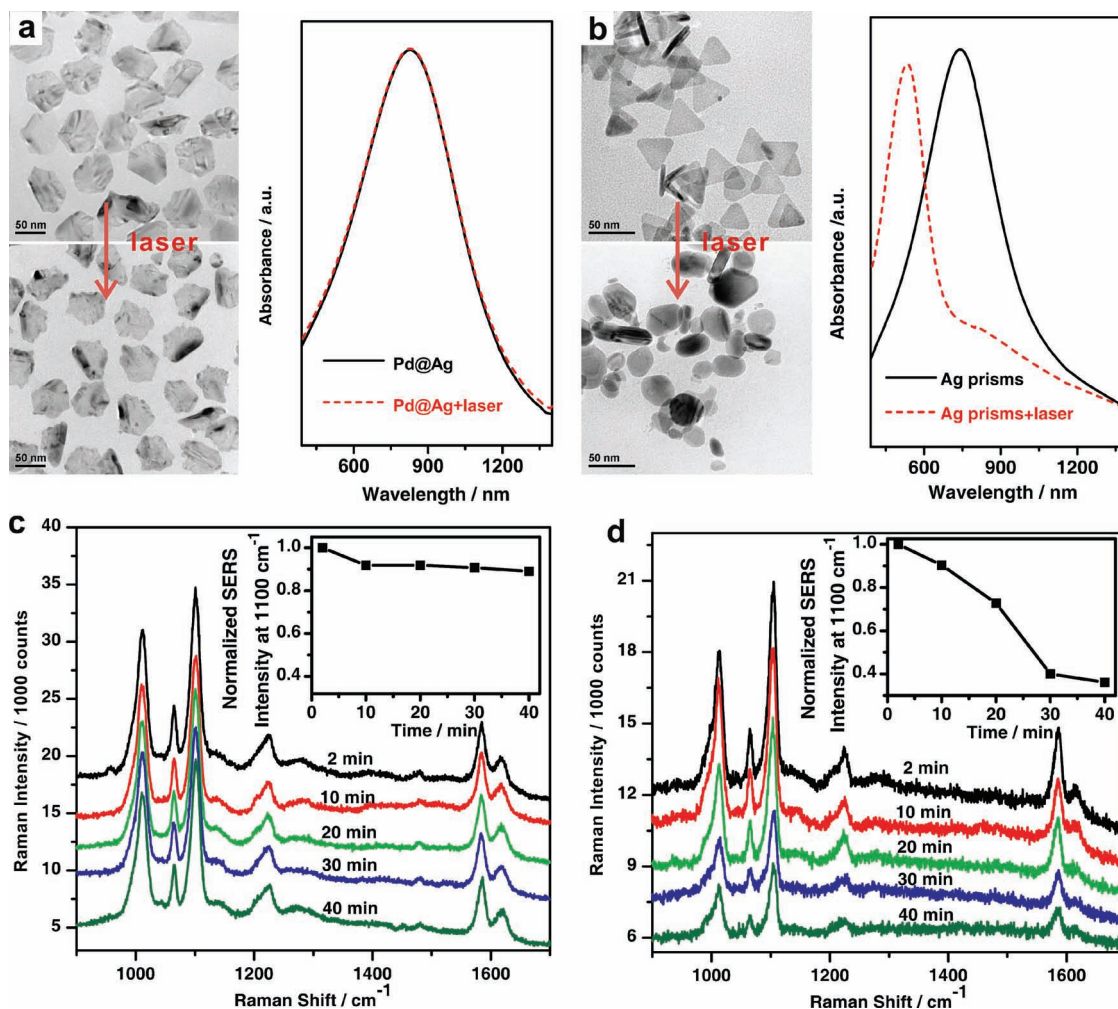 a
50 nm
laser
50 nm
Absorbance / a.u.
Pd@Ag
Pd@Ag+laser
600 900 1200
Wavelength / nm
b
50 nm
laser
50 nm
Absorbance /a.u.
Ag prisms
Ag prisms+laser
600 900 1200
Wavelength / nm
c
Raman Intensity / 1000 counts
40
35
30
25
20
15
10
5
2 min
10 min
20 min
30 min
40 min
1000 1200 1400 1600
Raman Shift / cm-1
Normalized SERS
Intensity at 1100 cm-1
1.0
0.8
0.6
0.4
0 10 20 30 40
Time / min
d
Raman Intensity / 1000 counts
21
18
15
12
9
6
2 min
10 min
20 min
30 min
40 min
1000 1200 1400 1600
Raman Shift / cm-1
Normalized SERS
Intensity at 1100 cm-1
1.0
0.8
0.6
0.4
0 10 20 30 40
Time / min